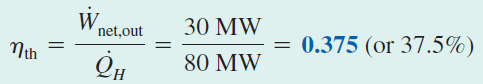 η_th = Ẇ_net,out / Q̇_H = 30 MW / 80 MW = 0.375 (or 37.5%)